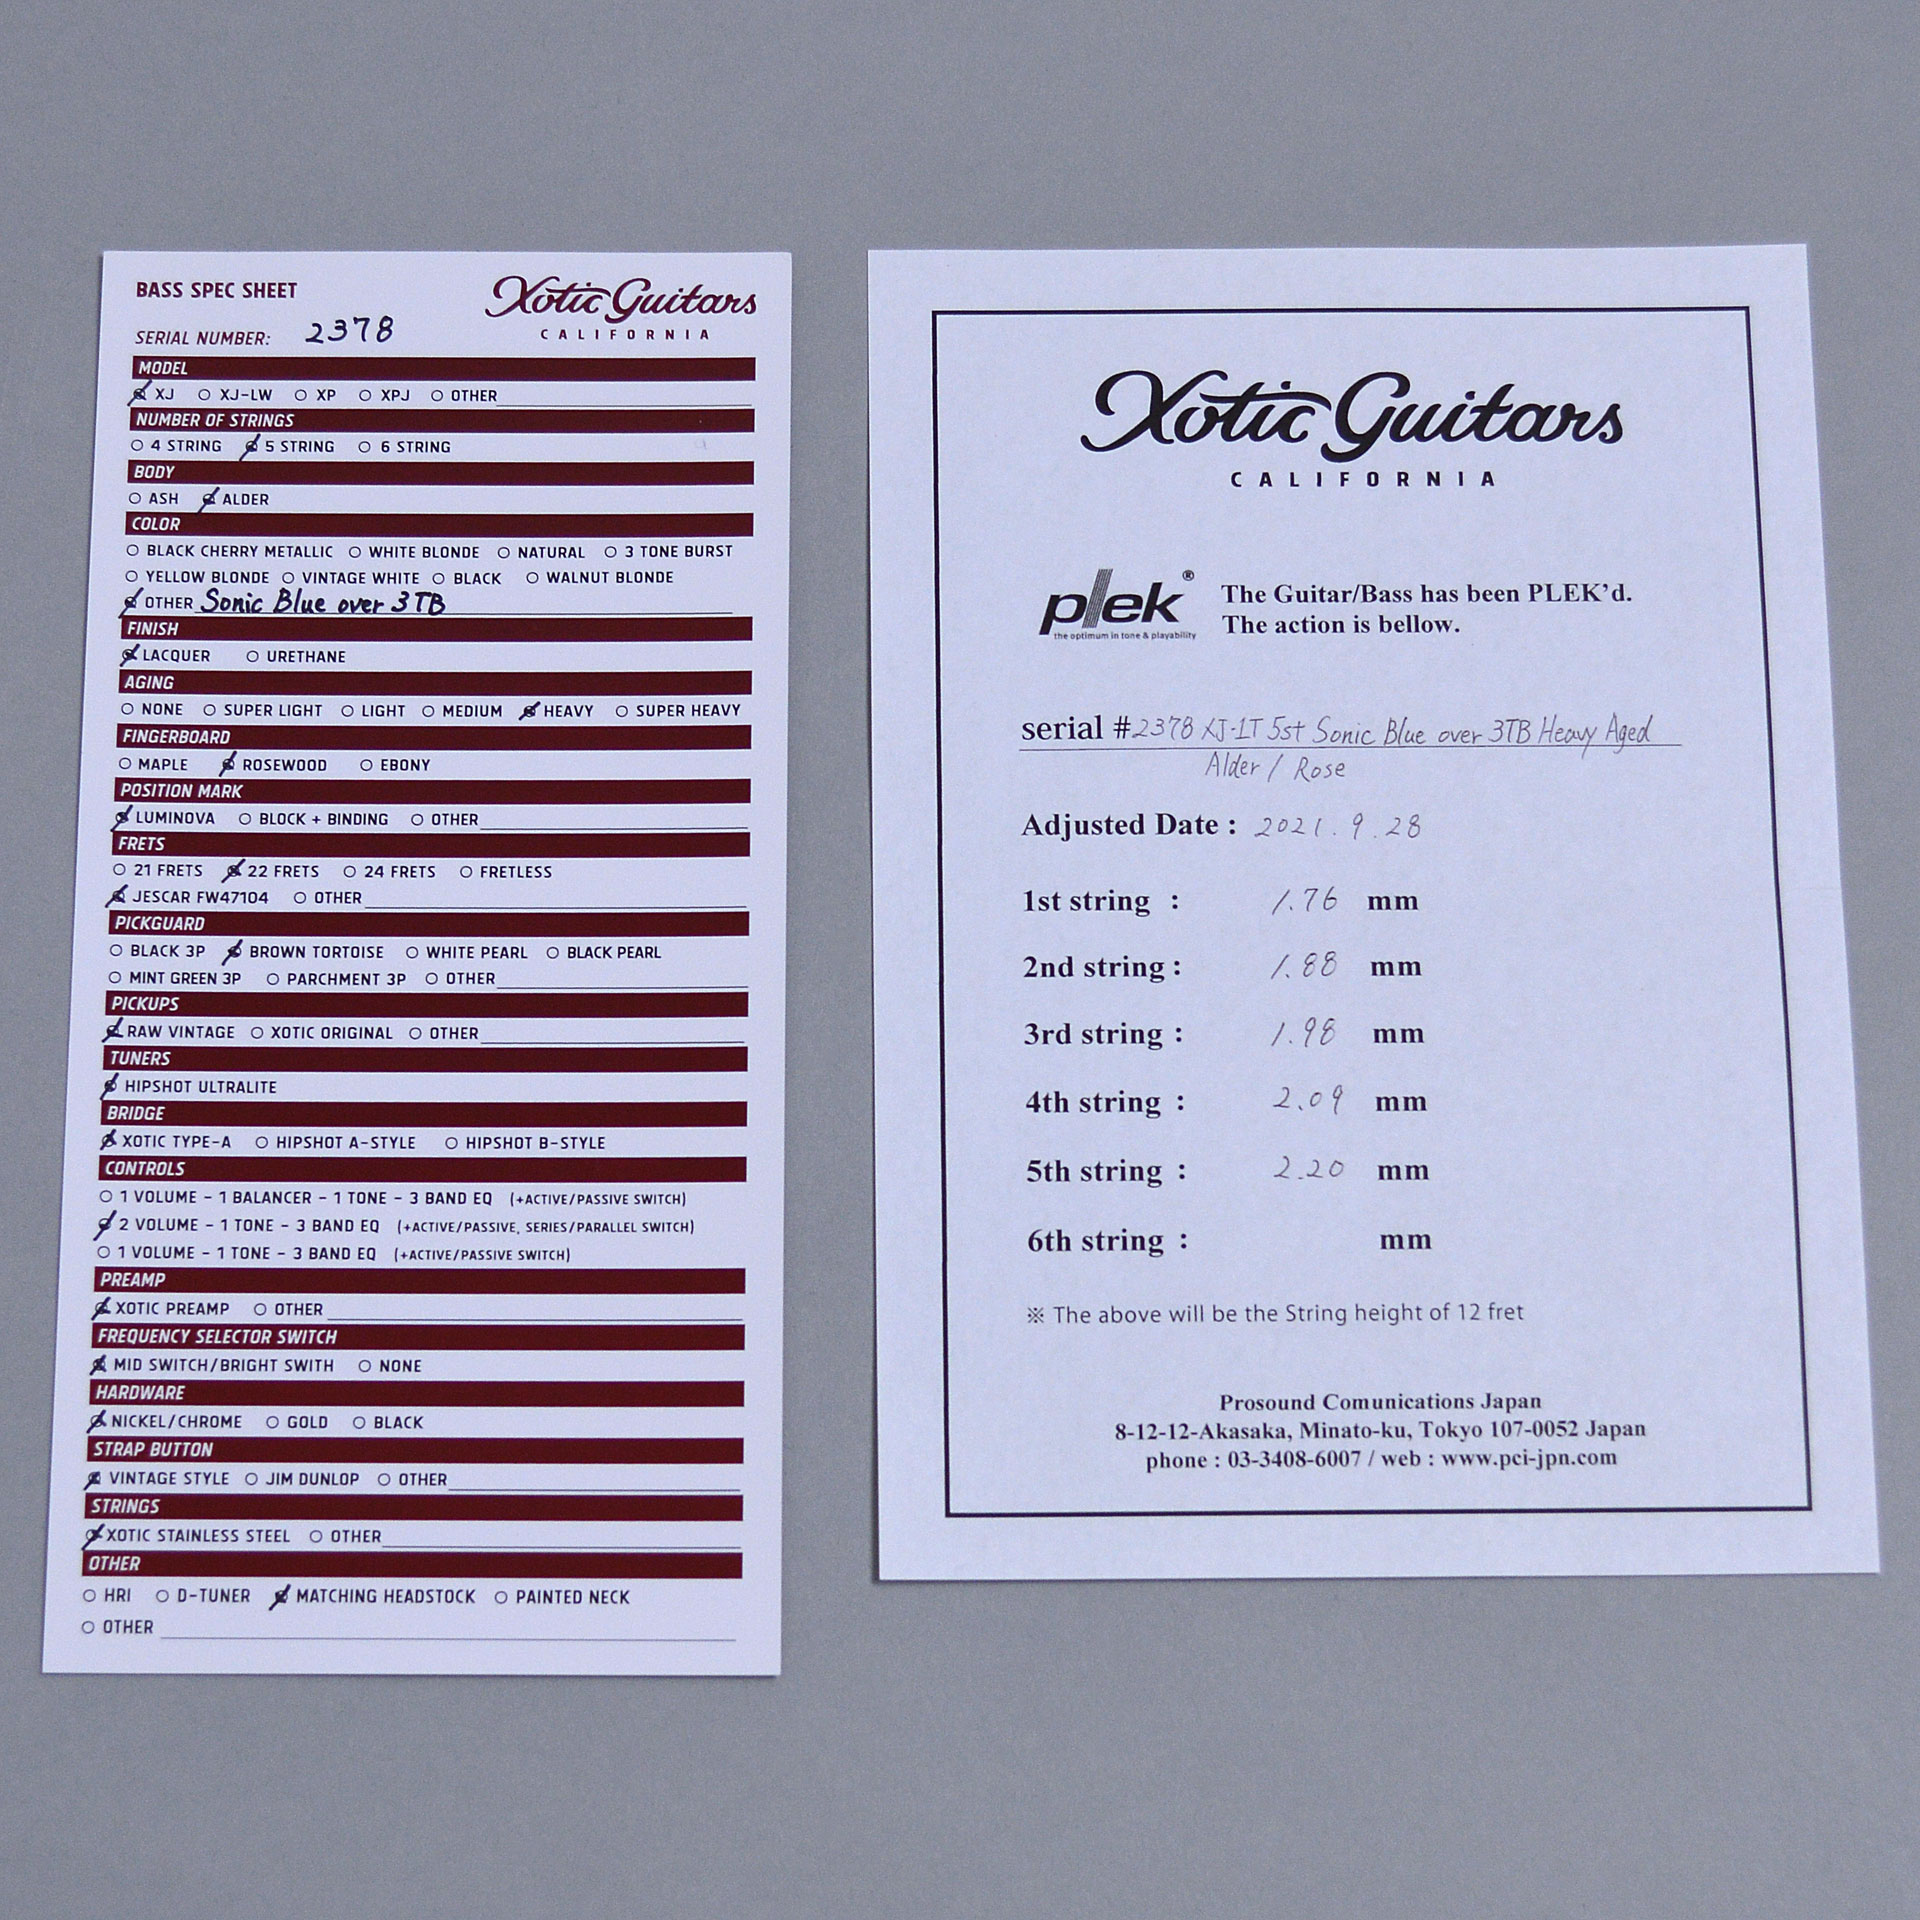 BASS SPEC SHEET
Xotic Guitars
CALIFORNIA
SERIAL NUMBER: 2378
MODEL
XJ XJ-LW XP XPJ OTHER
NUMBER OF STRINGS
4 STRING 5 STRING 6 STRING
BODY
ASH ALDER
COLOR
BLACK CHERRY METALLIC WHITE BLONDE NATURAL 3 TONE BURST
YELLOW BLONDE VINTAGE WHITE BLACK WALNUT BLONDE
OTHER Sonic Blue over 3TB
FINISH
LACQUER URETHANE
AGING
NONE SUPER LIGHT LIGHT MEDIUM HEAVY SUPER HEAVY
FINGERBOARD
MAPLE ROSEWOOD EBONY
POSITION MARK
LUMINOVA BLOCK + BINDING OTHER
FRETS
21 FRETS 22 FRETS 24 FRETS FRETLESS
JESCAR FW47104 OTHER
PICKGUARD
BLACK 3P BROWN TORTOISE WHITE PEARL BLACK PEARL
MINT GREEN 3P PARCHMENT 3P OTHER
PICKUPS
RAW VINTAGE XOTIC ORIGINAL OTHER
TUNERS
HIPSHOT ULTRALITE
BRIDGE
XOTIC TYPE-A HIPSHOT A-STYLE HIPSHOT B-STYLE
CONTROLS
1 VOLUME - 1 BALANCER - 1 TONE - 3 BAND EQ (+ACTIVE/PASSIVE SWITCH)
2 VOLUME - 1 TONE - 3 BAND EQ (+ACTIVE/PASSIVE, SERIES/PARALLEL SWITCH)
1 VOLUME - 1 TONE - 3 BAND EQ (+ACTIVE/PASSIVE SWITCH)
PREAMP
XOTIC PREAMP OTHER
FREQUENCY SELECTOR SWITCH
MID SWITCH/BRIGHT SWITH NONE
HARDWARE
NICKEL/CHROME GOLD BLACK
STRAP BUTTON
VINTAGE STYLE JIM DUNLOP OTHER
STRINGS
XOTIC STAINLESS STEEL OTHER
OTHER
HRI D-TUNER MATCHING HEADSTOCK PAINTED NECK
OTHER
Xotic Guitars
CALIFORNIA
plek®
the optimum in tone & playability
The Guitar/Bass has been PLEK'd.
The action is bellow.
serial #2378 XJ-1T 5st Sonic Blue over 3TB Heavy Aged
Alder / Rose
Adjusted Date : 2021. 9. 28
1st string : 1.76 mm
2nd string : 1.88 mm
3rd string : 1.98 mm
4th string : 2.09 mm
5th string : 2.20 mm
6th string : mm
※ The above will be the String height of 12 fret
Prosound Comunications Japan
8-12-12-Akasaka, Minato-ku, Tokyo 107-0052 Japan
phone : 03-3408-6007 / web : www.pci-jpn.com